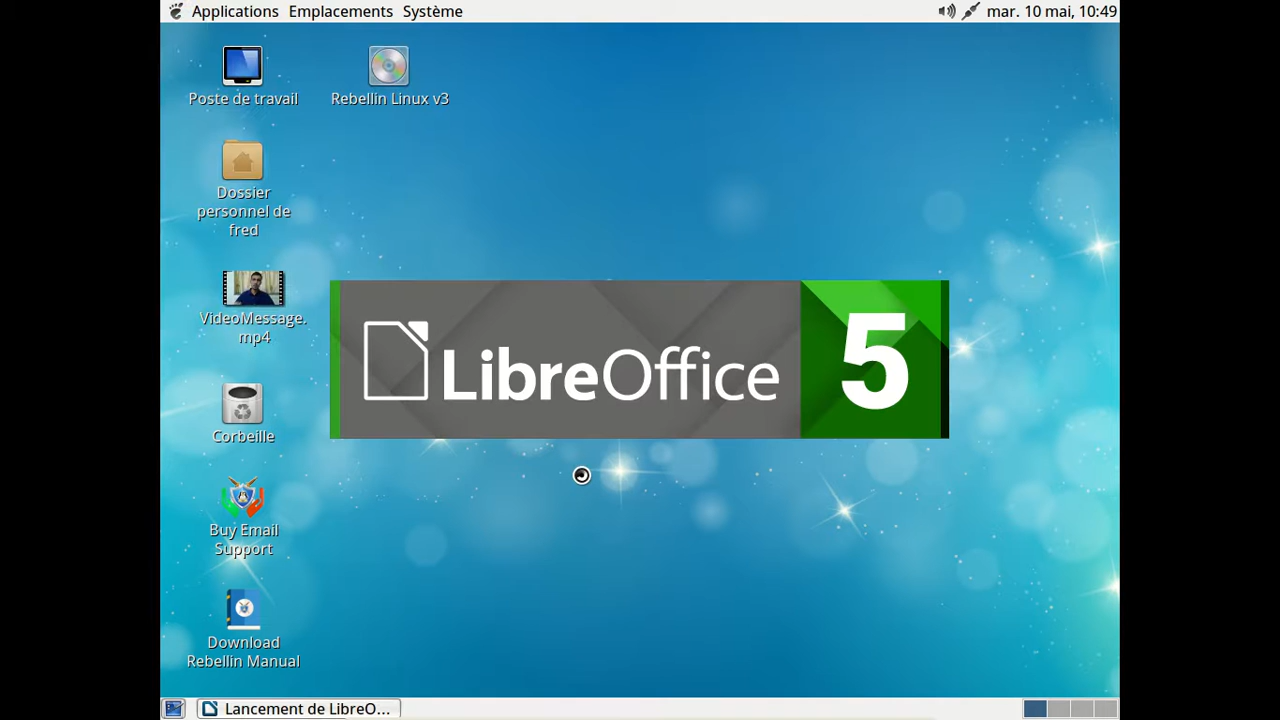 Applications Emplacements Système
mar. 10 mai, 10:49
Poste de travail
Rebellin Linux v3
Dossier
personnel de
fred
VideoMessage.
mp4
LibreOffice 5
Corbeille
Buy Email
Support
Download
Rebellin Manual
Lancement de LibreO...